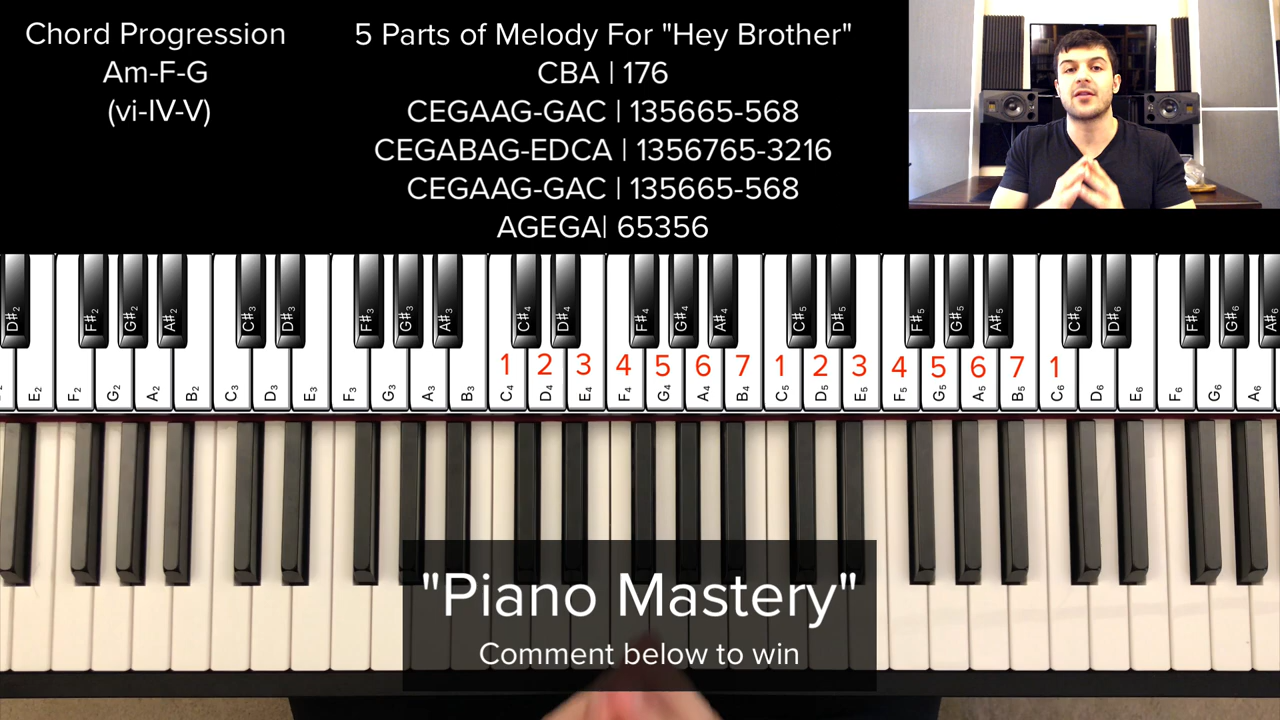 Chord Progression
Am-F-G
(vi-IV-V)
5 Parts of Melody For "Hey Brother"
CBA | 176
CEGAAG-GAC | 135665-568
CEGABAG-EDCA | 1356765-3216
CEGAAG-GAC | 135665-568
AGEGA| 65356
D#2 F#2 G#2 A#2 C#3 D#3 F#3 G#3 A#3 C#4 D#4 F#4 G#4 A#4 C#5 D#5 F#5 G#5 A#5 C#6 D#6 F#6 G#6 A#6
1 2 3 4 5 6 7 1 2 3 4 5 6 7 1
E2 F2 G2 A2 B2 C3 D3 E3 F3 G3 A3 B3 C4 D4 E4 F4 G4 A4 B4 C5 D5 E5 F5 G5 A5 B5 C6 D6 E6 F6 G6 A6
"Piano Mastery"
Comment below to win